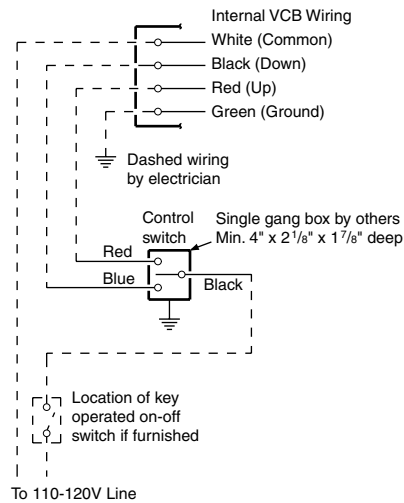 Internal VCB Wiring
White (Common)
Black (Down)
Red (Up)
Green (Ground)
Dashed wiring
by electrician
Control
switch
Single gang box by others
Min. 4" x 2 1/8" x 1 7/8" deep
Red
Blue
Black
Location of key
operated on-off
switch if furnished
To 110-120V Line